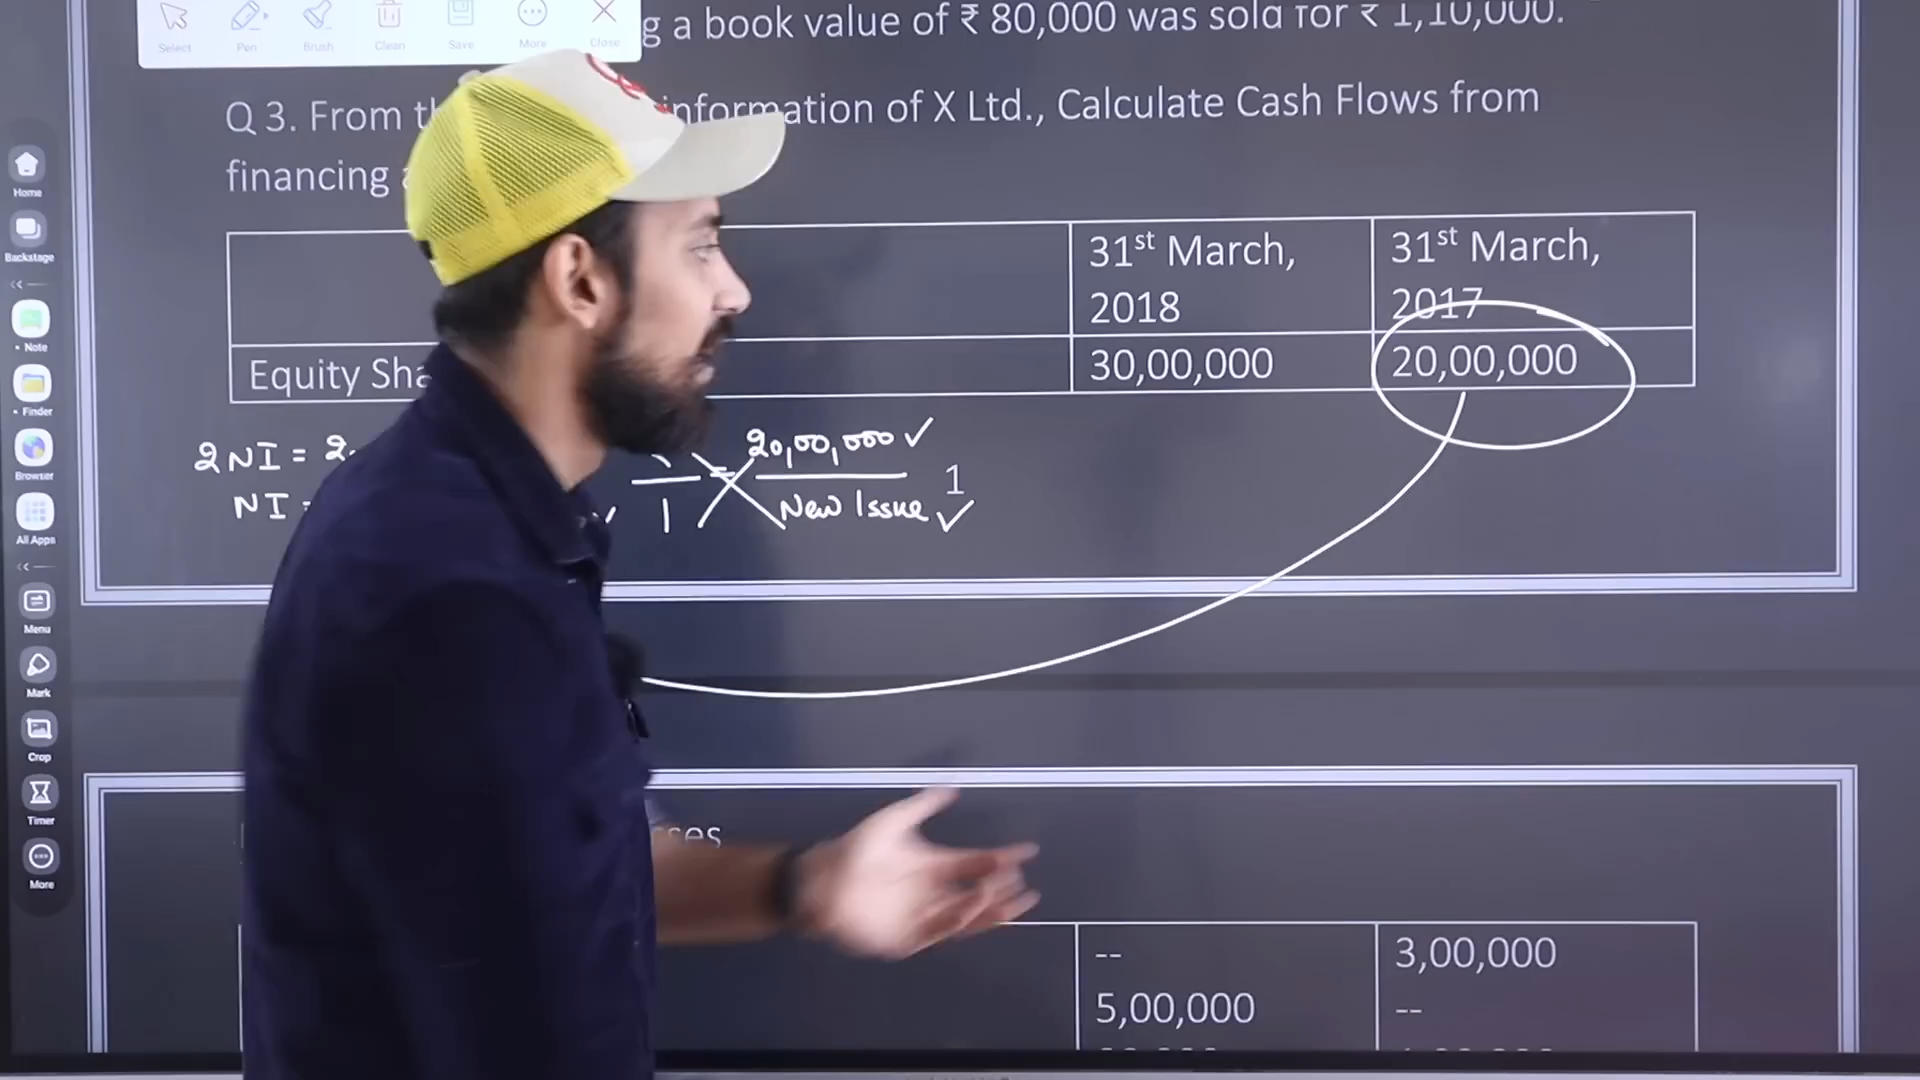 Select Pen Brush Clean Save More Close
g a book value of ₹ 80,000 was sold for ₹ 1,10,000.
Q 3. From information of X Ltd., Calculate Cash Flows from
financing
31st March, 2018
31st March, 2017
Equity Sha 30,00,000 20,00,000
2NI = 2 1 = 20,00,000 ✓
NI = New Issue ✓ 1
Home
Backstage
Note
Finder
Browser
All Apps
Menu
Mark
Crop
Timer
More
ses
-- 3,00,000
5,00,000 --